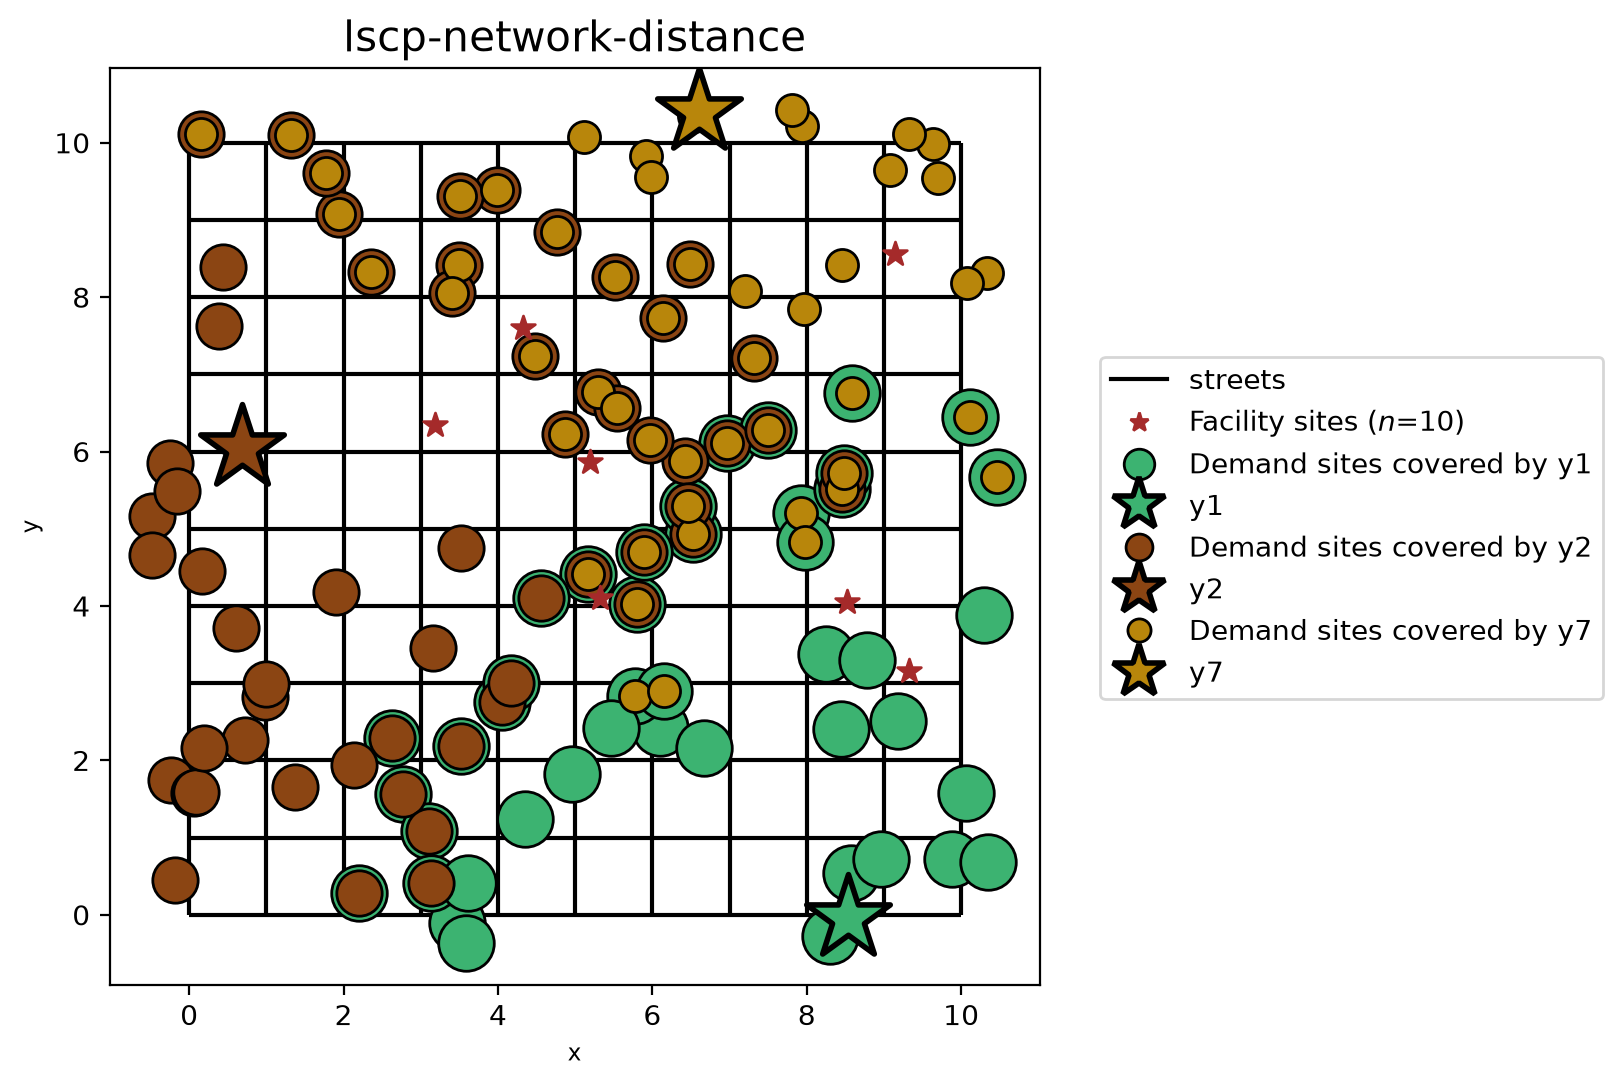 lscp-network-distance
10
8
6
4
2
0
y
0 2 4 6 8 10
x
streets
Facility sites (n=10)
Demand sites covered by y1
y1
Demand sites covered by y2
y2
Demand sites covered by y7
y7